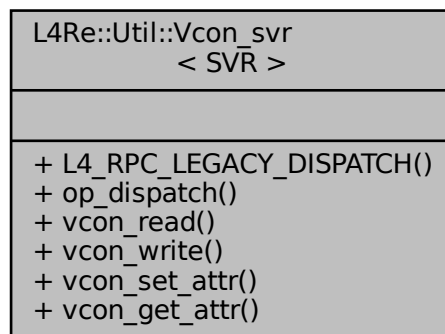 L4Re::Util::Vcon_svr
< SVR >
+ L4_RPC_LEGACY_DISPATCH()
+ op_dispatch()
+ vcon_read()
+ vcon_write()
+ vcon_set_attr()
+ vcon_get_attr()